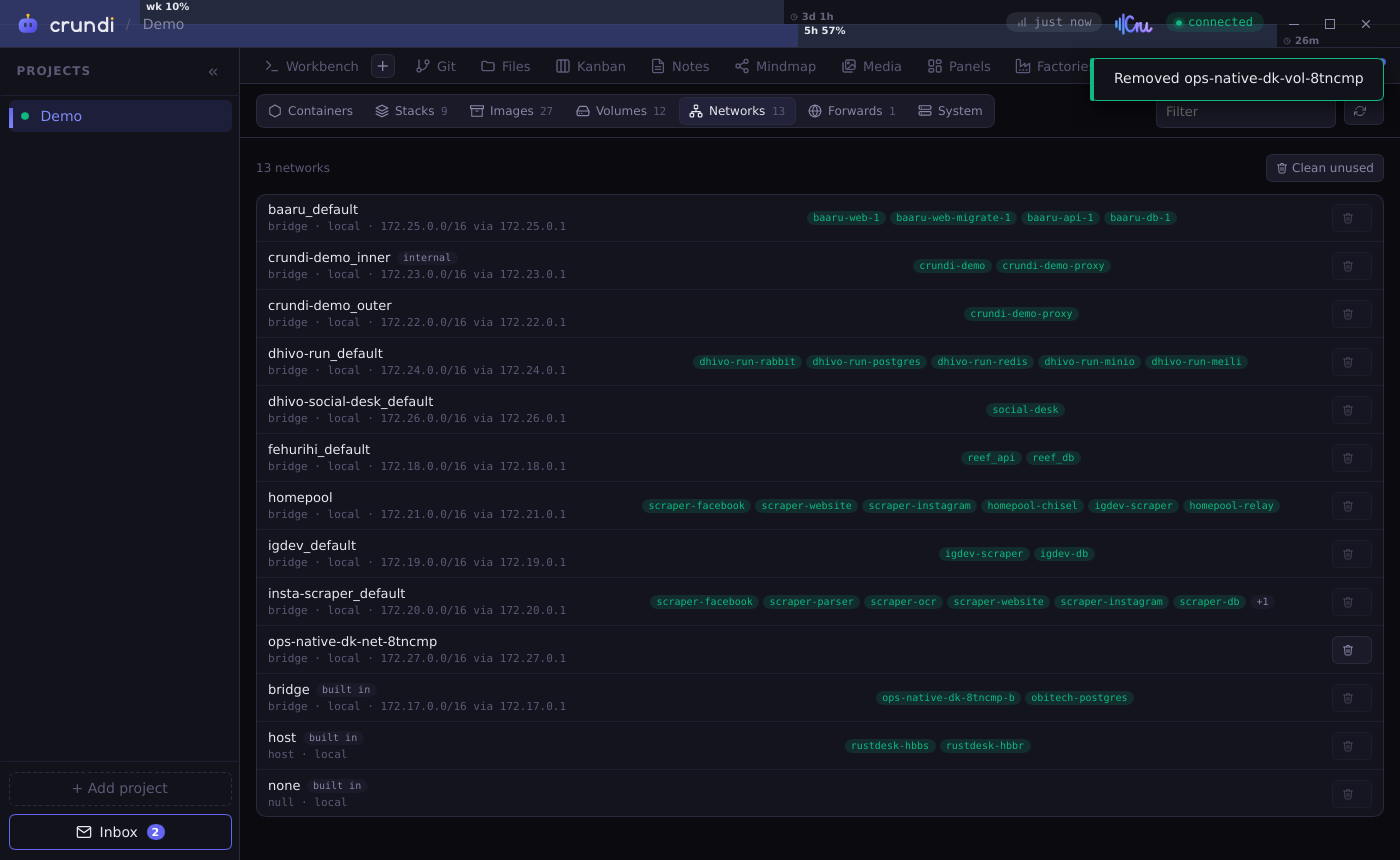 wk 10%
3d 1h
5h 57%
26m
crundi / Demo
just now
Cru
connected
PROJECTS
Workbench
Git
Files
Kanban
Notes
Mindmap
Media
Panels
Factories
Removed ops-native-dk-vol-8tncmp
Demo
Containers
Stacks 9
Images 27
Volumes 12
Networks 13
Forwards 1
System
Filter
13 networks
Clean unused
baaru_default
bridge · local · 172.25.0.0/16 via 172.25.0.1
baaru-web-1 baaru-web-migrate-1 baaru-api-1 baaru-db-1
crundi-demo_inner internal
bridge · local · 172.23.0.0/16 via 172.23.0.1
crundi-demo crundi-demo-proxy
crundi-demo_outer
bridge · local · 172.22.0.0/16 via 172.22.0.1
crundi-demo-proxy
dhivo-run_default
bridge · local · 172.24.0.0/16 via 172.24.0.1
dhivo-run-rabbit dhivo-run-postgres dhivo-run-redis dhivo-run-minio dhivo-run-meili
dhivo-social-desk_default
bridge · local · 172.26.0.0/16 via 172.26.0.1
social-desk
fehurihi_default
bridge · local · 172.18.0.0/16 via 172.18.0.1
reef_api reef_db
homepool
bridge · local · 172.21.0.0/16 via 172.21.0.1
scraper-facebook scraper-website scraper-instagram homepool-chisel igdev-scraper homepool-relay
igdev_default
bridge · local · 172.19.0.0/16 via 172.19.0.1
igdev-scraper igdev-db
insta-scraper_default
bridge · local · 172.20.0.0/16 via 172.20.0.1
scraper-facebook scraper-parser scraper-ocr scraper-website scraper-instagram scraper-db +1
ops-native-dk-net-8tncmp
bridge · local · 172.27.0.0/16 via 172.27.0.1
bridge built in
bridge · local · 172.17.0.0/16 via 172.17.0.1
ops-native-dk-8tncmp-b obitech-postgres
host built in
host · local
rustdesk-hbbs rustdesk-hbbr
none built in
null · local
+ Add project
Inbox 2